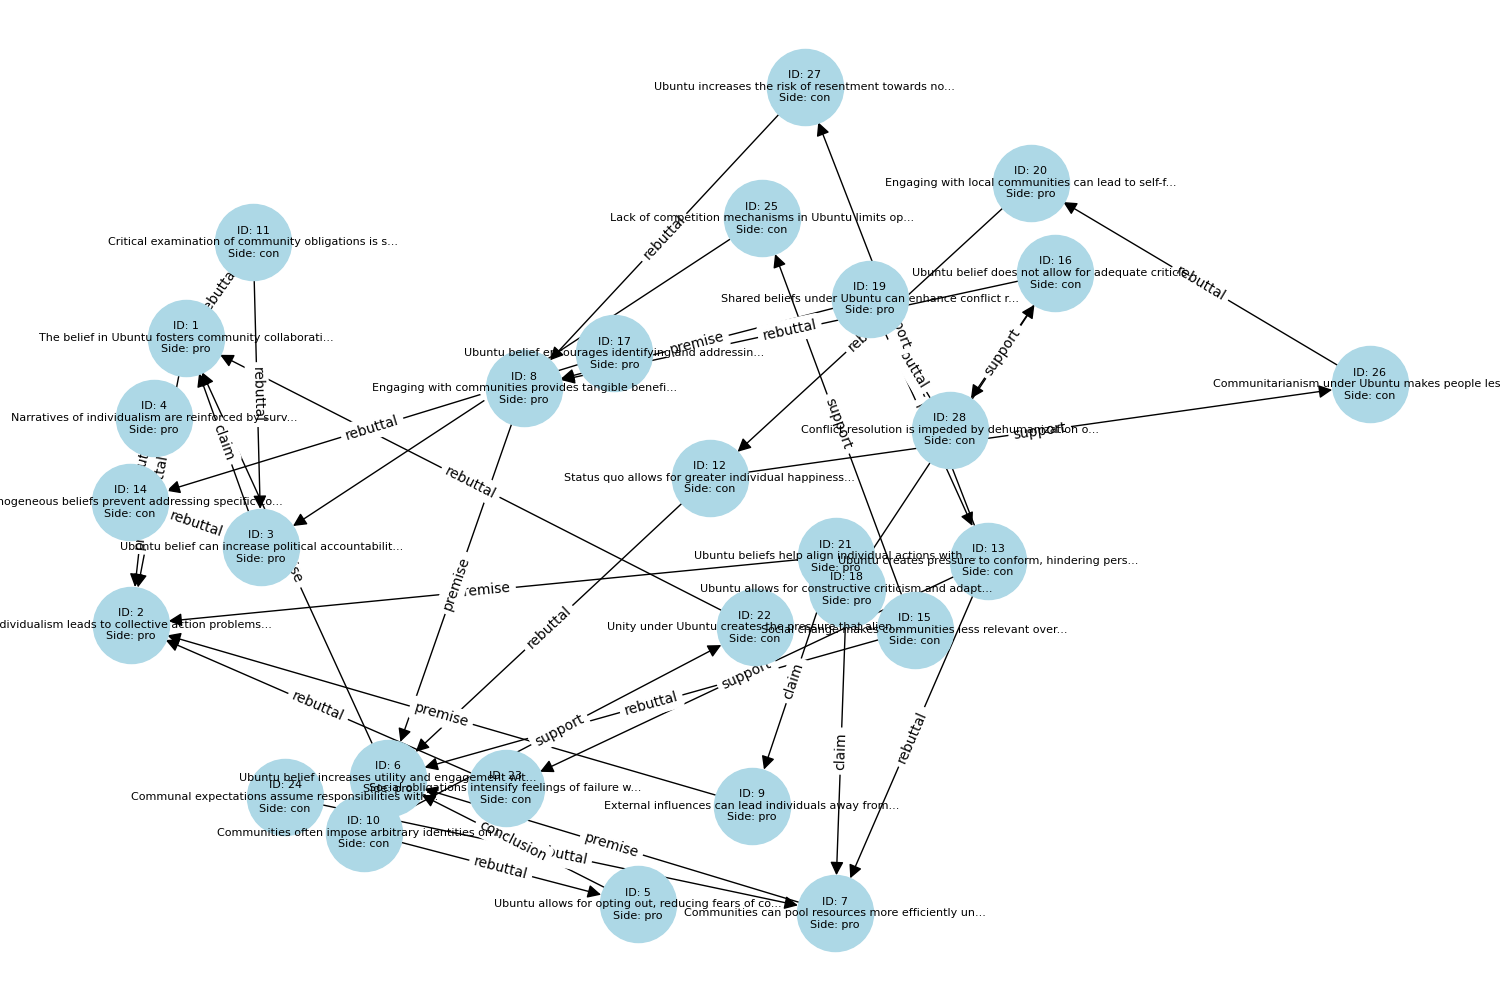 ID: 27
Ubuntu increases the risk of resentment towards no...
Side: con
ID: 20
Engaging with local communities can lead to self-f...
Side: pro
ID: 25
Lack of competition mechanisms in Ubuntu limits op...
Side: con
ID: 11
Critical examination of community obligations is s...
Side: con
ID: 16
Ubuntu belief does not allow for adequate critici...
Side: con
ID: 19
Shared beliefs under Ubuntu can enhance conflict r...
Side: pro
ID: 1
The belief in Ubuntu fosters community collaborati...
Side: pro
ID: 17
Ubuntu belief encourages identifying and addressin...
Side: pro
ID: 8
Engaging with communities provides tangible benefi...
Side: pro
ID: 26
Communitarianism under Ubuntu makes people les
Side: con
ID: 4
Narratives of individualism are reinforced by surv...
Side: pro
ID: 28
Conflict resolution is impeded by dehumanization o...
Side: con
ID: 12
Status quo allows for greater individual happiness...
Side: con
ID: 14
beliefs prevent addressing specific
Side: con
ID: 3
Ubuntu belief can increase political accountabilit...
Side: pro
ID: 21
Ubuntu beliefs help align individual actions with
Side: pro
ID: 13
Ubuntu creates pressure to conform, hindering pers...
Side: con
ID: 18
Ubuntu allows for constructive criticism and adapt...
Side: pro
ID: 2
leads to collective action problems...
Side: pro
ID: 22
Unity under Ubuntu creates the pressure that alien
Side: con
ID: 15
Social change makes communities less relevant over...
Side: con
ID: 6
Ubuntu belief increases utility and engagement wit...
Side: pro
ID: 23
Social obligations intensify feelings of failure w...
Side: con
ID: 24
Communal expectations assume responsibilities with
Side: con
ID: 9
External influences can lead individuals away from...
Side: pro
ID: 10
Communities often impose arbitrary identities on
Side: con
ID: 5
Ubuntu allows for opting out, reducing fears of co...
Side: pro
ID: 7
Communities can pool resources more efficiently un...
Side: pro
rebuttal
rebuttal
rebuttal
premise
support
support
rebuttal
claim
rebuttal
rebuttal
support
rebuttal
premise
rebuttal
claim
support
rebuttal
rebuttal
premise
support
rebuttal
claim
conclusion
premise
rebuttal